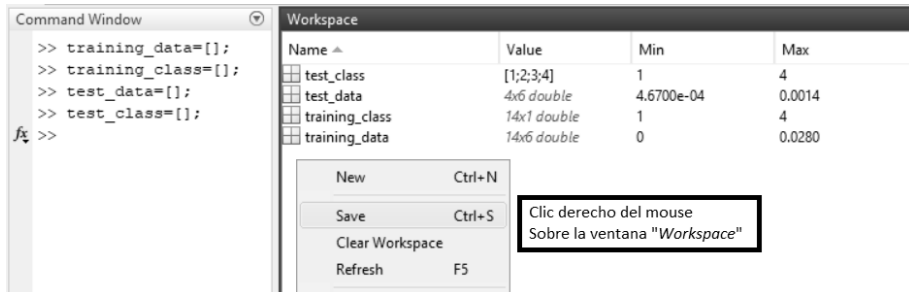 Command Window
>> training_data=[];
>> training_class=[];
>> test_data=[];
>> test_class=[];
fx >>
Workspace
Name Value Min Max
test_class [1;2;3;4] 1 4
test_data 4x6 double 4.6700e-04 0.0014
training_class 14x1 double 1 4
training_data 14x6 double 0 0.0280
New Ctrl+N
Save Ctrl+S
Clear Workspace
Refresh F5
Clic derecho del mouse
Sobre la ventana "Workspace"